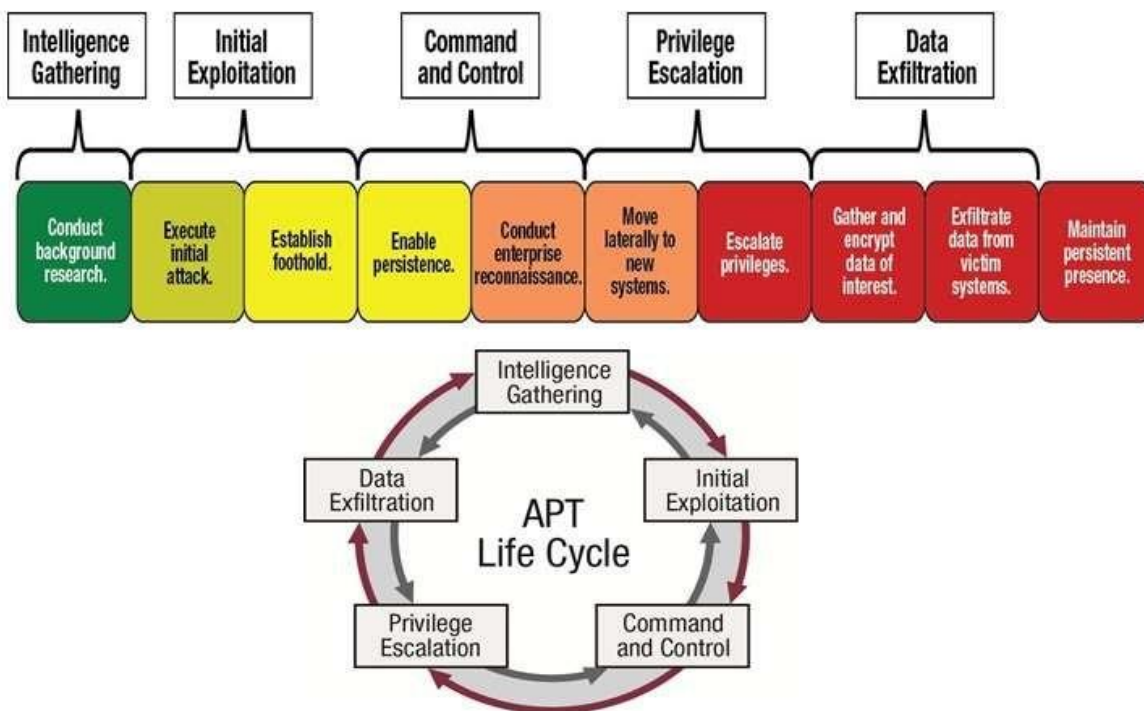 Intelligence
Gathering
Initial
Exploitation
Command
and Control
Privilege
Escalation
Data
Exfiltration
Conduct
background
research.
Execute
initial
attack.
Establish
foothold.
Enable
persistence.
Conduct
enterprise
reconnaissance.
Move
laterally to
new
systems.
Escalate
privileges.
Gather and
encrypt
data of
interest.
Exfiltrate
data from
victim
systems.
Maintain
persistent
presence.
Intelligence
Gathering
Data
Exfiltration
Initial
Exploitation
APT
Life Cycle
Privilege
Escalation
Command
and Control